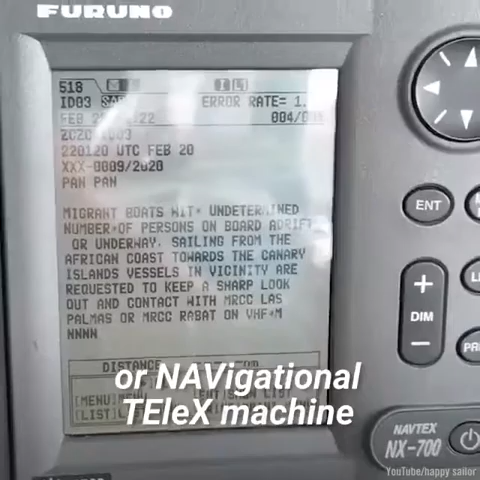 FURUNO
518
ID03 ERROR RATE= 1.
FEB 22 004/
ZCZC
220120 UTC FEB 20
XXX-0009/2020
PAN PAN
MIGRANT BOATS WIT* UNDETERMINED
NUMBER*OF PERSONS ON BOARD ADRIFT
OR UNDERWAY. SAILING FROM THE
AFRICAN COAST TOWARDS THE CANARY
ISLANDS VESSELS IN VICINITY ARE
REQUESTED TO KEEP A SHARP LOOK
OUT AND CONTACT WITH MRCC LAS
PALMAS OR MRCC RABAT ON VHF*M
NNNN
DISTANCE
[MENU]
[LIST]
or NAVigational
TEleX machine
ENT
+
DIM
−
NAVTEX
NX-700
YouTube/happy sailor